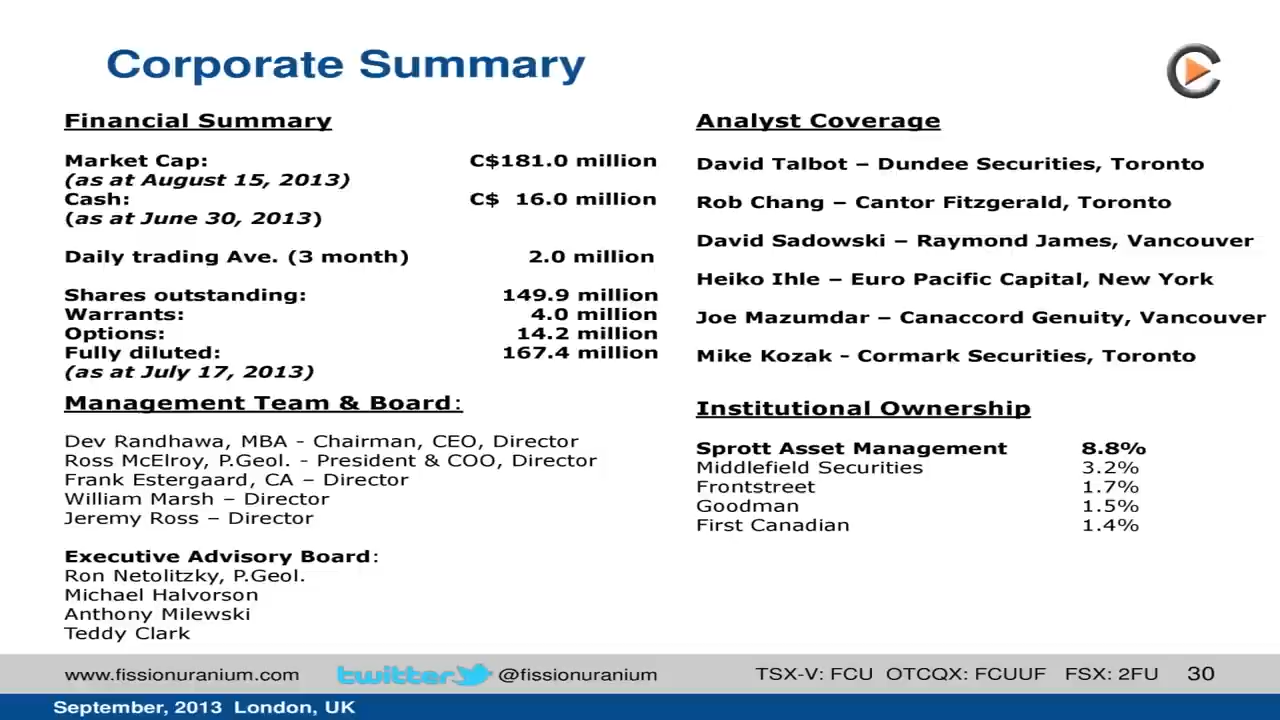 Corporate Summary
Financial Summary
Market Cap: C$181.0 million
(as at August 15, 2013)
Cash: C$ 16.0 million
(as at June 30, 2013)
Daily trading Ave. (3 month) 2.0 million
Shares outstanding: 149.9 million
Warrants: 4.0 million
Options: 14.2 million
Fully diluted: 167.4 million
(as at July 17, 2013)
Management Team & Board:
Dev Randhawa, MBA - Chairman, CEO, Director
Ross McElroy, P.Geol. - President & COO, Director
Frank Estergaard, CA – Director
William Marsh – Director
Jeremy Ross – Director
Executive Advisory Board:
Ron Netolitzky, P.Geol.
Michael Halvorson
Anthony Milewski
Teddy Clark
Analyst Coverage
David Talbot – Dundee Securities, Toronto
Rob Chang – Cantor Fitzgerald, Toronto
David Sadowski – Raymond James, Vancouver
Heiko Ihle – Euro Pacific Capital, New York
Joe Mazumdar – Canaccord Genuity, Vancouver
Mike Kozak - Cormark Securities, Toronto
Institutional Ownership
Sprott Asset Management 8.8%
Middlefield Securities 3.2%
Frontstreet 1.7%
Goodman 1.5%
First Canadian 1.4%
www.fissionuranium.com twitter @fissionuranium TSX-V: FCU OTCQX: FCUUF FSX: 2FU 30
September, 2013 London, UK